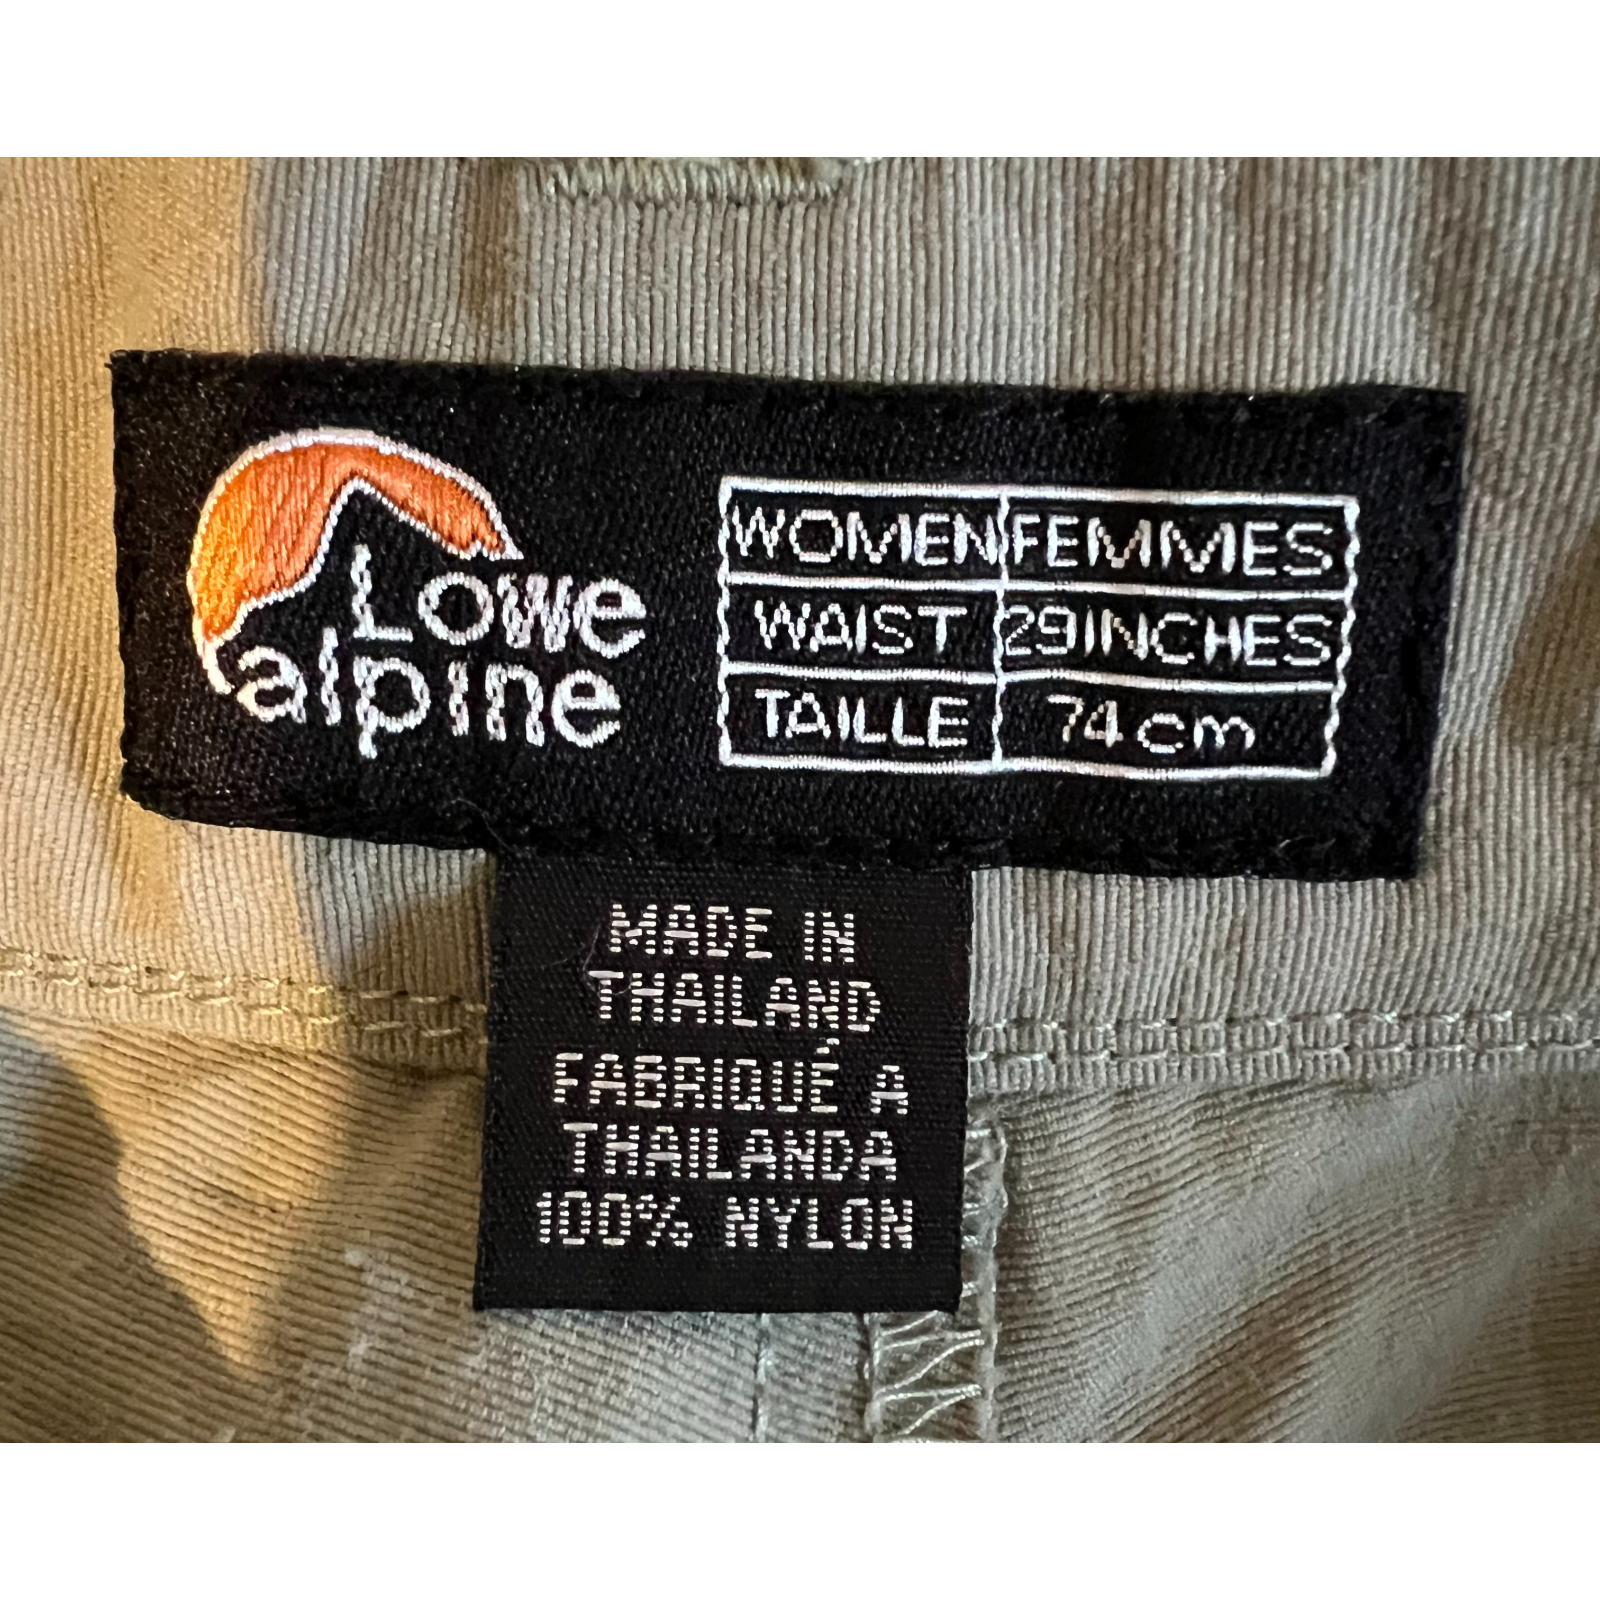 Lowe
alpine
WOMEN FEMMES
WAIST 29INCHES
TAILLE 74cm
MADE IN
THAILAND
FABRIQUÉ A
THAILANDA
100% NYLON